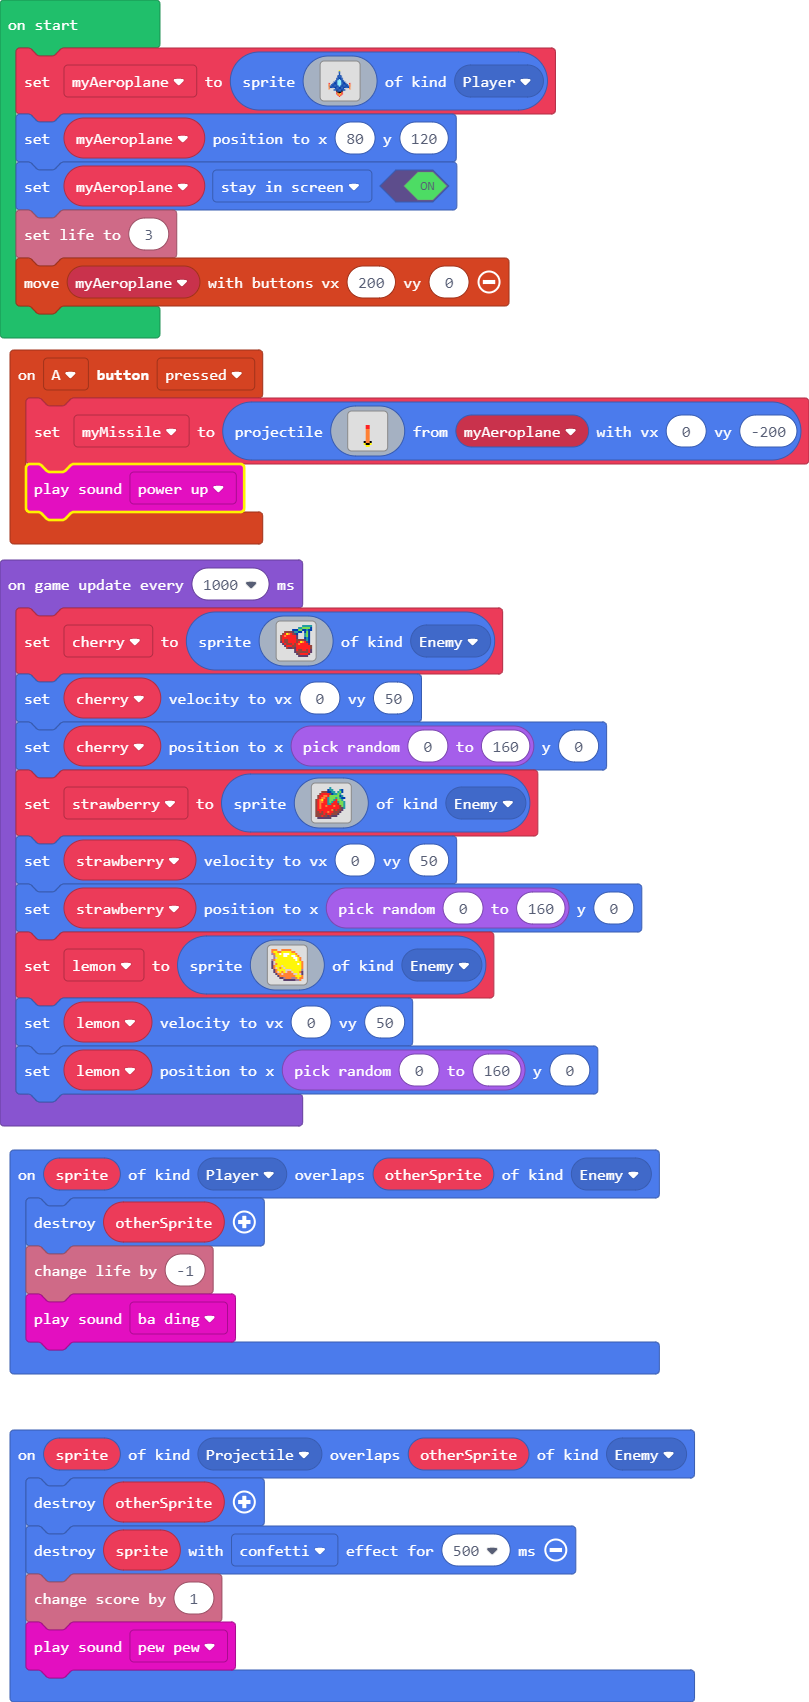 on start
set myAeroplane to sprite of kind Player
set myAeroplane position to x 80 y 120
set myAeroplane stay in screen ON
set life to 3
move myAeroplane with buttons vx 200 vy 0
on A button pressed
set myMissile to projectile from myAeroplane with vx 0 vy -200
play sound power up
on game update every 1000 ms
set cherry to sprite of kind Enemy
set cherry velocity to vx 0 vy 50
set cherry position to x pick random 0 to 160 y 0
set strawberry to sprite of kind Enemy
set strawberry velocity to vx 0 vy 50
set strawberry position to x pick random 0 to 160 y 0
set lemon to sprite of kind Enemy
set lemon velocity to vx 0 vy 50
set lemon position to x pick random 0 to 160 y 0
on sprite of kind Player overlaps otherSprite of kind Enemy
destroy otherSprite
change life by -1
play sound ba ding
on sprite of kind Projectile overlaps otherSprite of kind Enemy
destroy otherSprite
destroy sprite with confetti effect for 500 ms
change score by 1
play sound pew pew